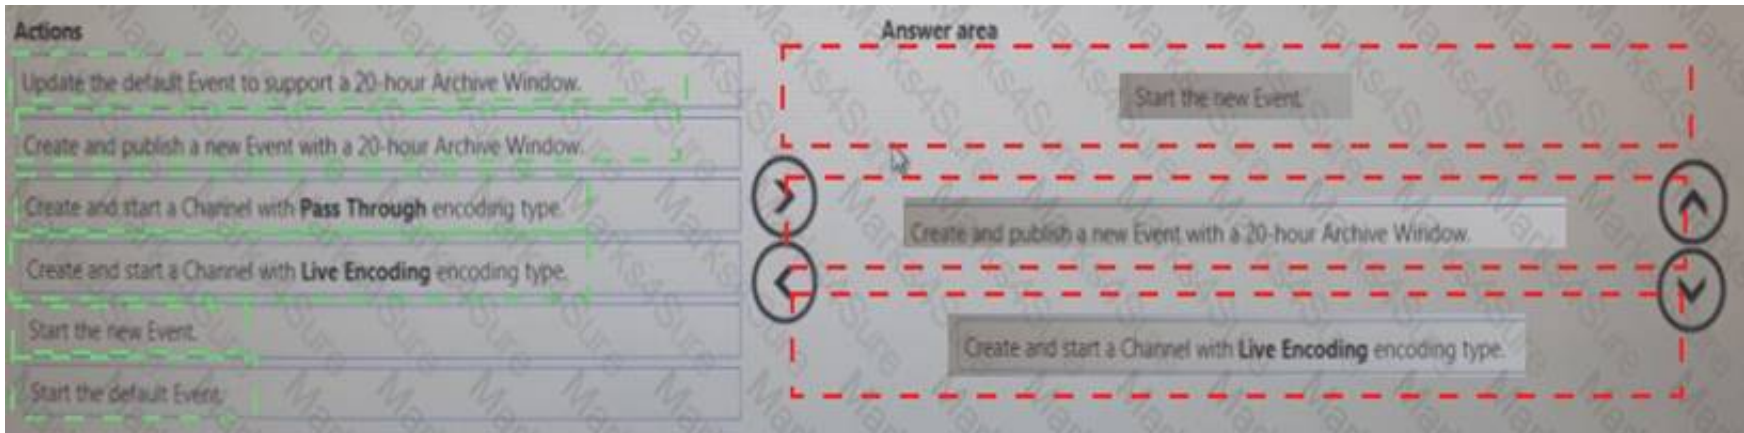 Actions
Update the default Event to support a 20-hour Archive Window.
Create and publish a new Event with a 20-hour Archive Window.
Create and start a Channel with Pass Through encoding type.
Create and start a Channel with Live Encoding encoding type.
Start the new Event.
Start the default Event.
Answer area
Start the new Event.
Create and publish a new Event with a 20-hour Archive Window.
Create and start a Channel with Live Encoding encoding type.
Marks4Sure